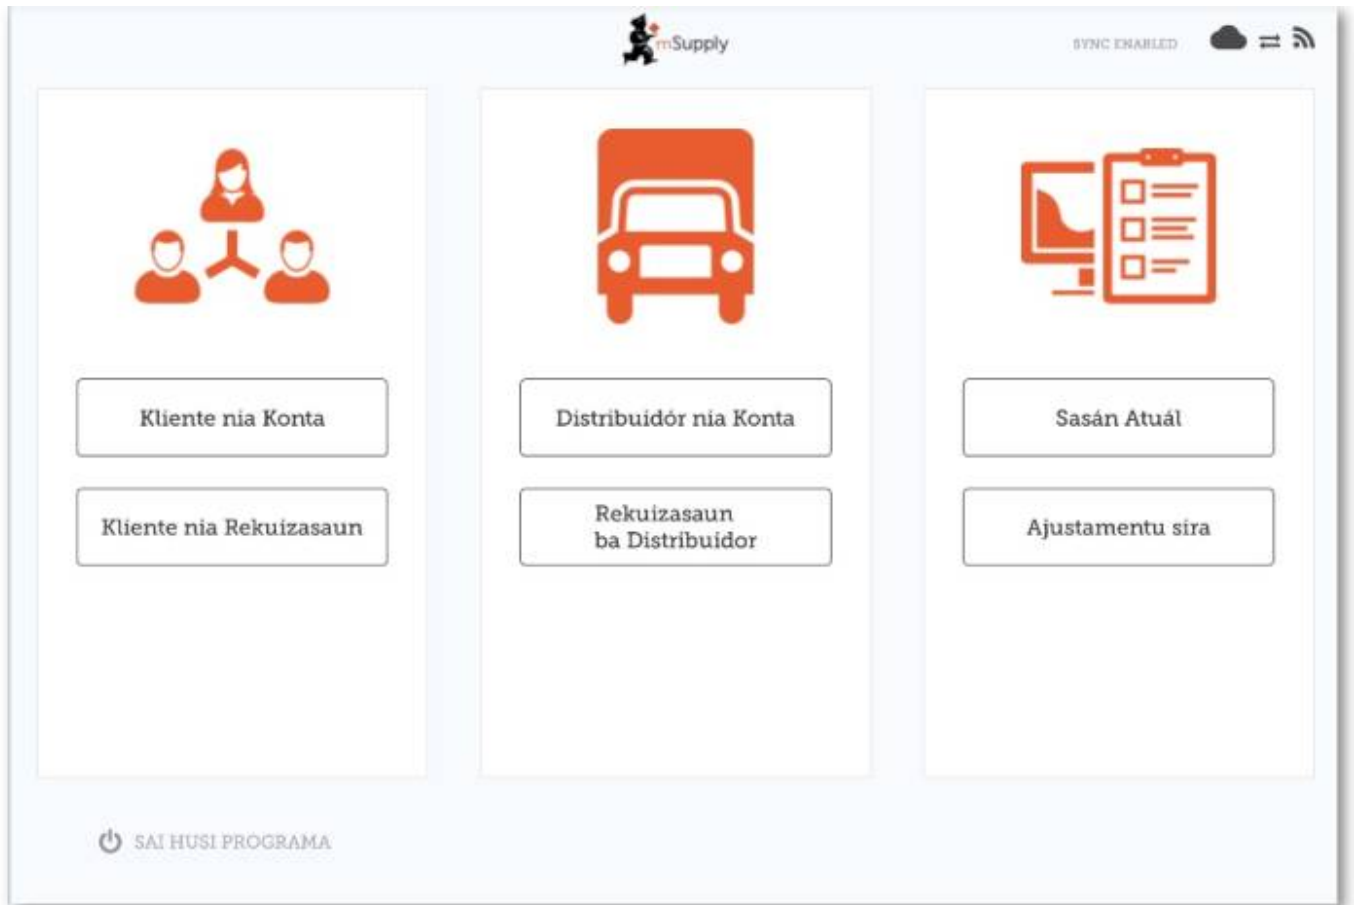 mSupply
SYNC ENABLED
Kliente nia Konta
Kliente nia Rekuizasaun
Distribuidór nia Konta
Rekuizasaun
ba Distribuidor
Sasán Atuál
Ajustamentu sira
SAI HUSI PROGRAMA